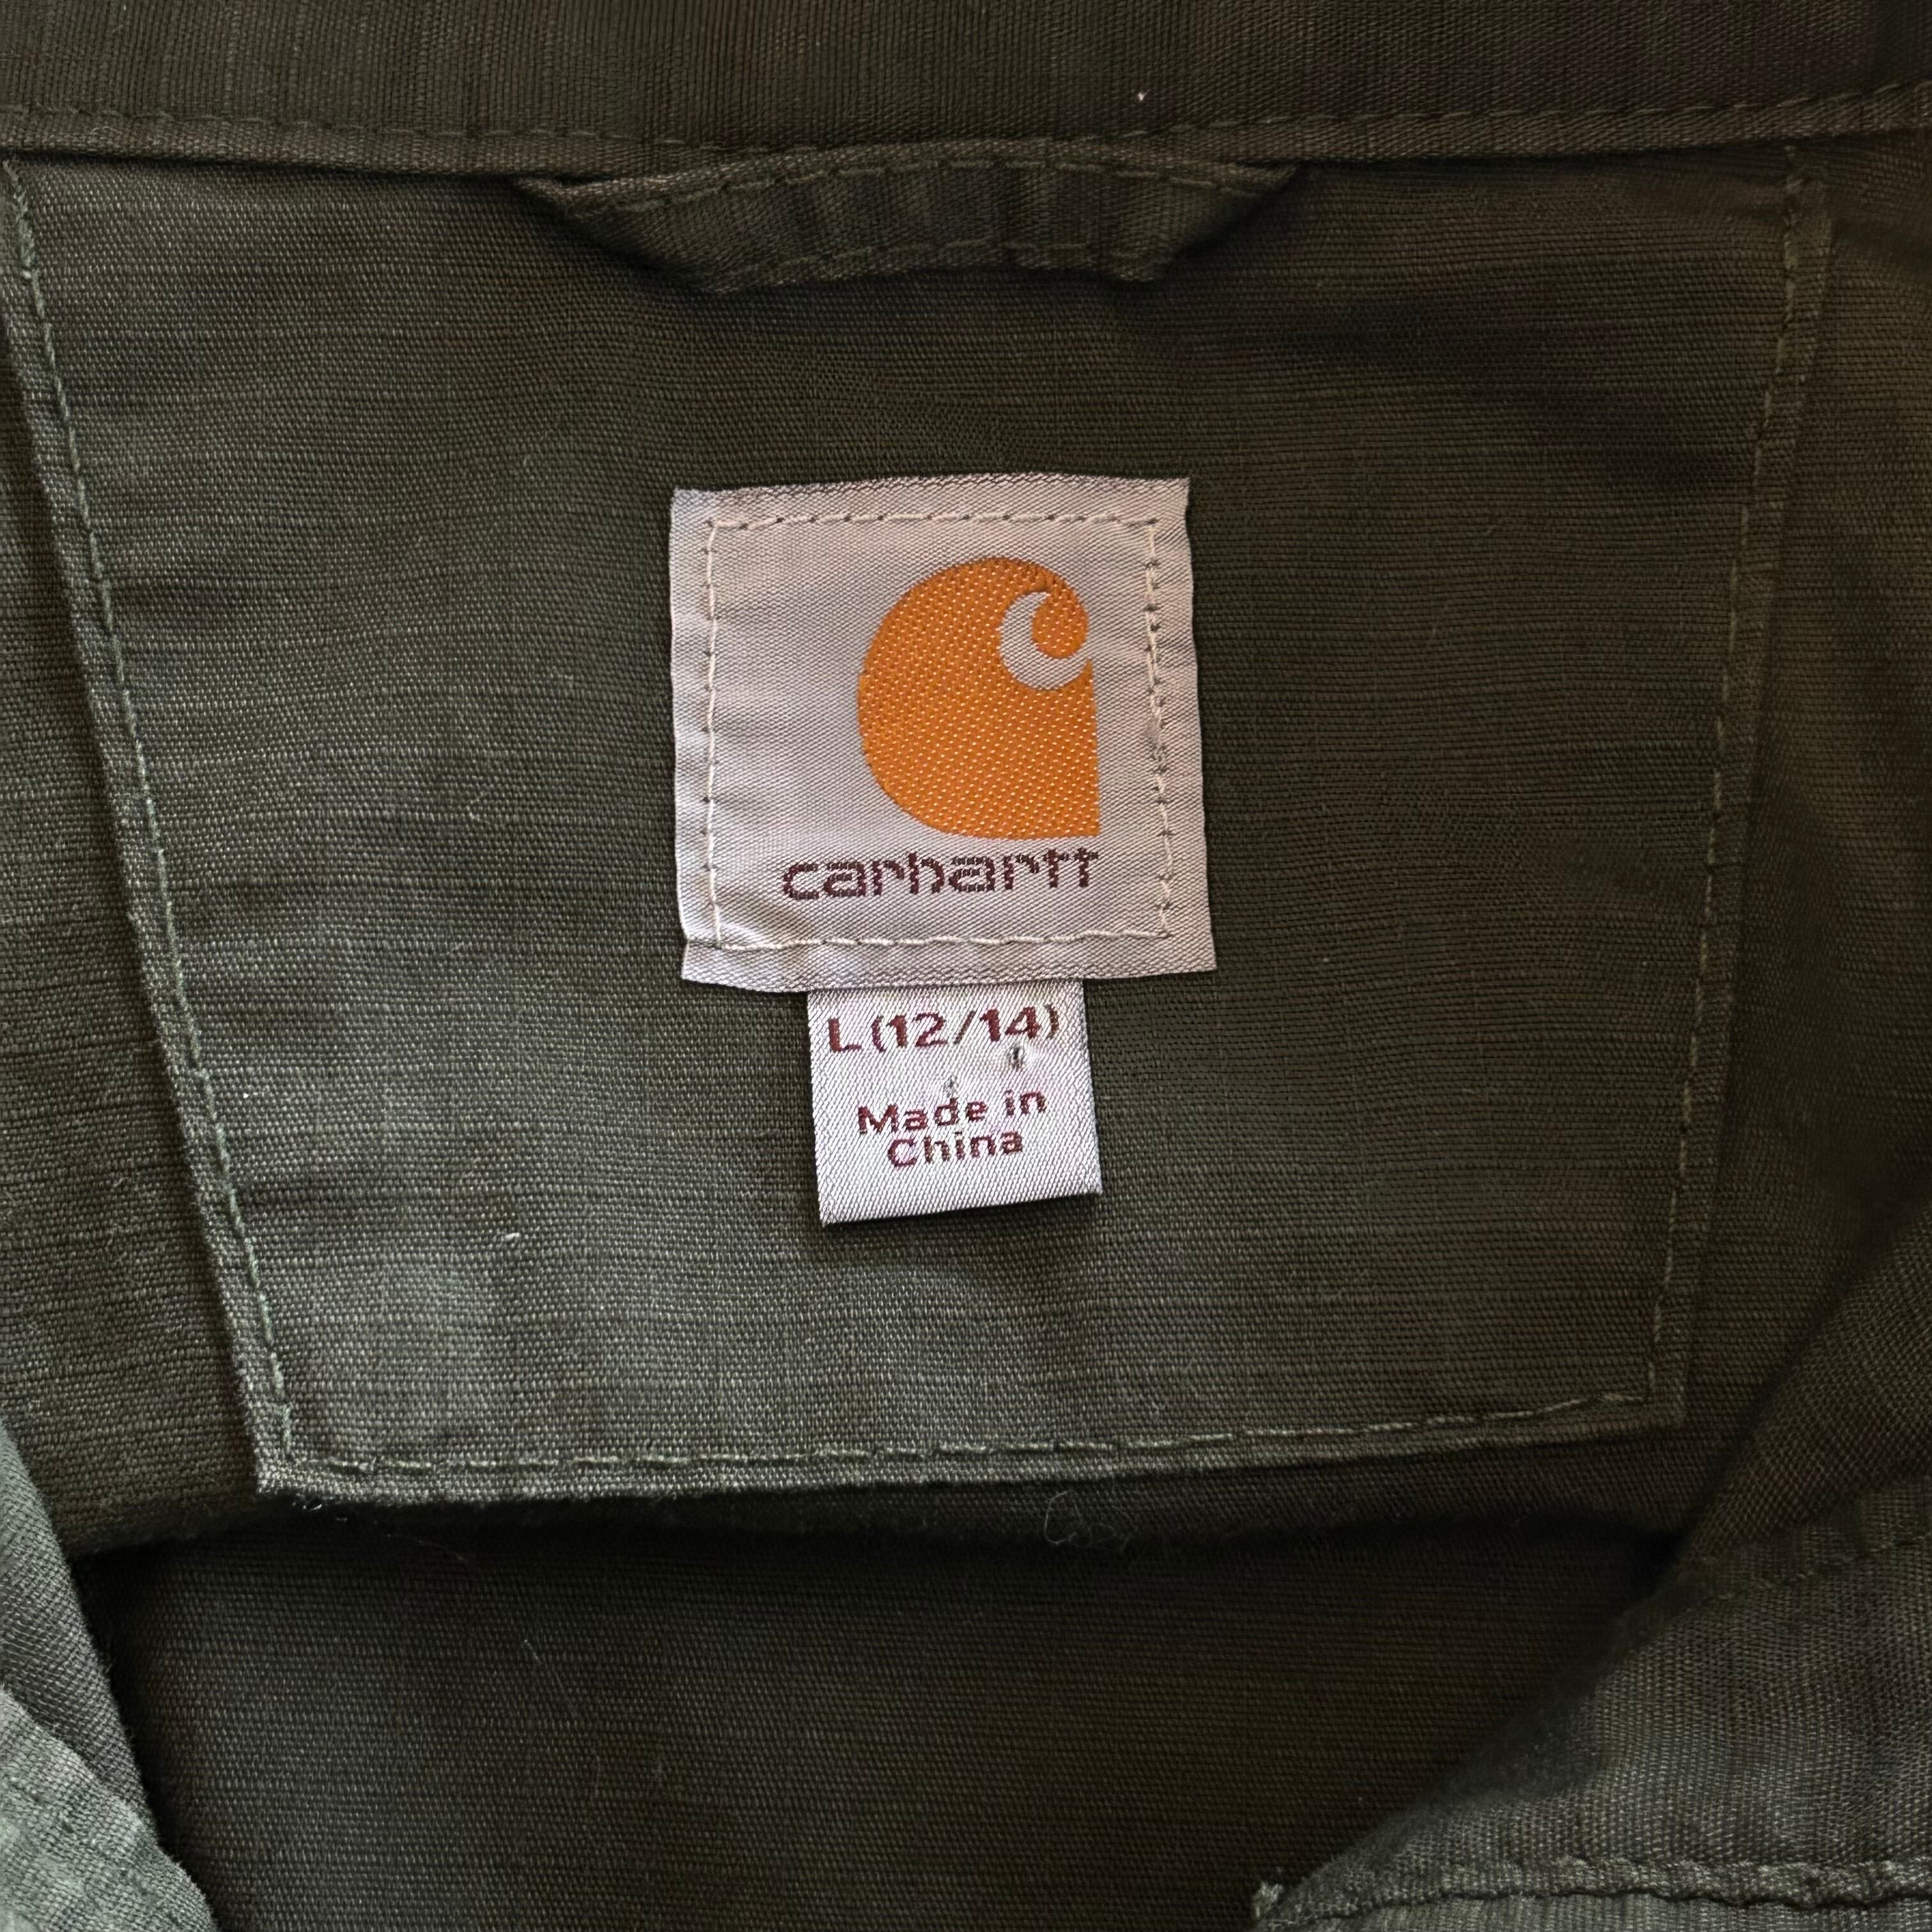 carhartt
L (12/14)
Made in
China